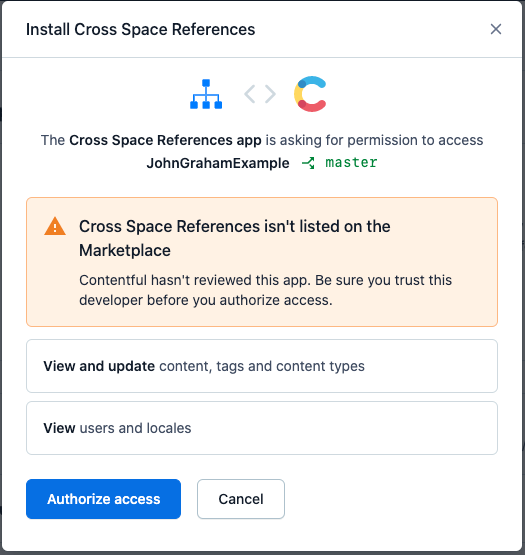 Install Cross Space References
The Cross Space References app is asking for permission to access
JohnGrahamExample master
Cross Space References isn't listed on the
Marketplace
Contentful hasn't reviewed this app. Be sure you trust this
developer before you authorize access.
View and update content, tags and content types
View users and locales
Authorize access Cancel